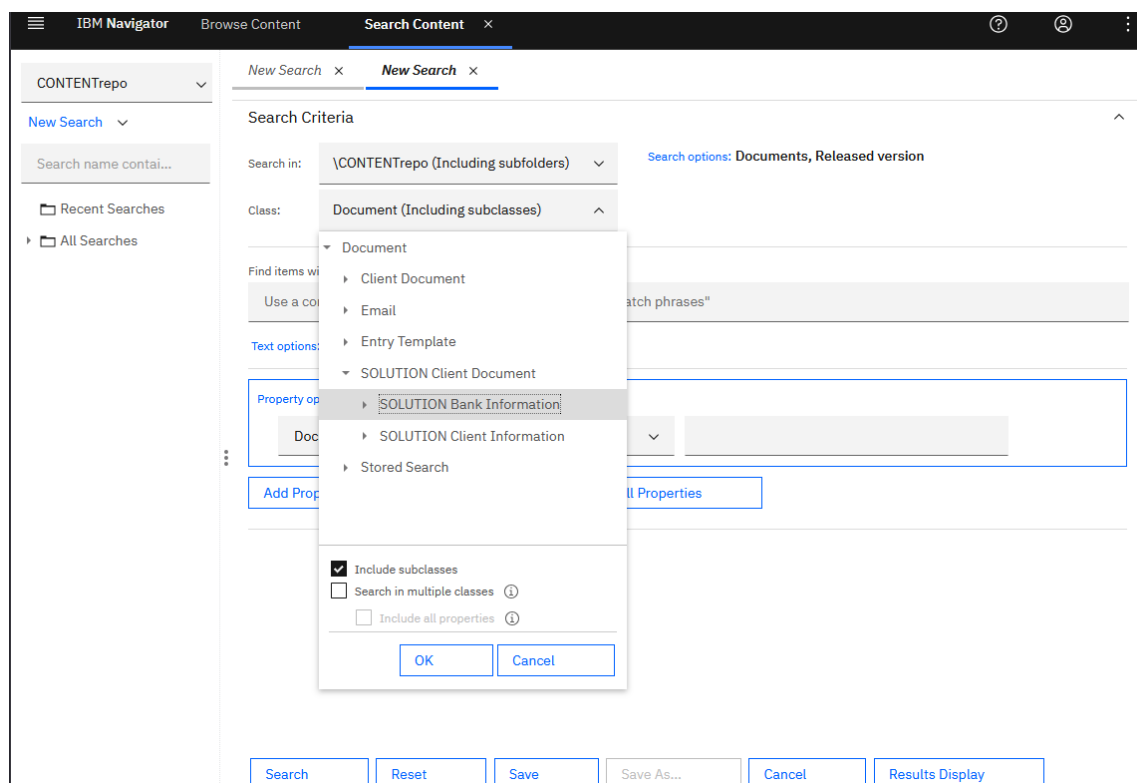 IBM Navigator Browse Content Search Content ×
CONTENTrepo
New Search
Search name contai...
Recent Searches
All Searches
New Search × New Search ×
Search Criteria
Search in: \CONTENTrepo (Including subfolders) Search options: Documents, Released version
Class: Document (Including subclasses)
Document
Client Document
Email
Entry Template
SOLUTION Client Document
SOLUTION Bank Information
SOLUTION Client Information
Stored Search
Include subclasses
Search in multiple classes
Include all properties
OK Cancel
Find items wi
Use a co atch phrases"
Text options:
Property op
Doc
Add Prop ll Properties
Search Reset Save Save As... Cancel Results Display